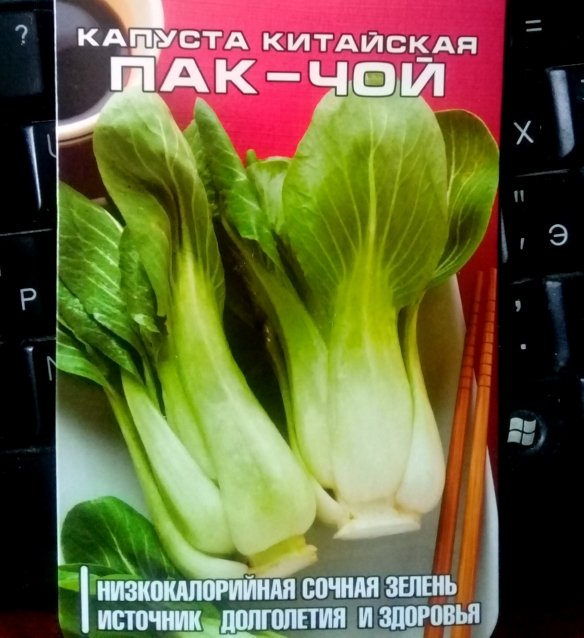 КАПУСТА КИТАЙСКАЯ
ПАК-ЧОЙ
НИЗКОКАЛОРИЙНАЯ СОЧНАЯ ЗЕЛЕНЬ
ИСТОЧНИК ДОЛГОЛЕТИЯ И ЗДОРОВЬЯ
?
=
Х
"
'
Э
Р